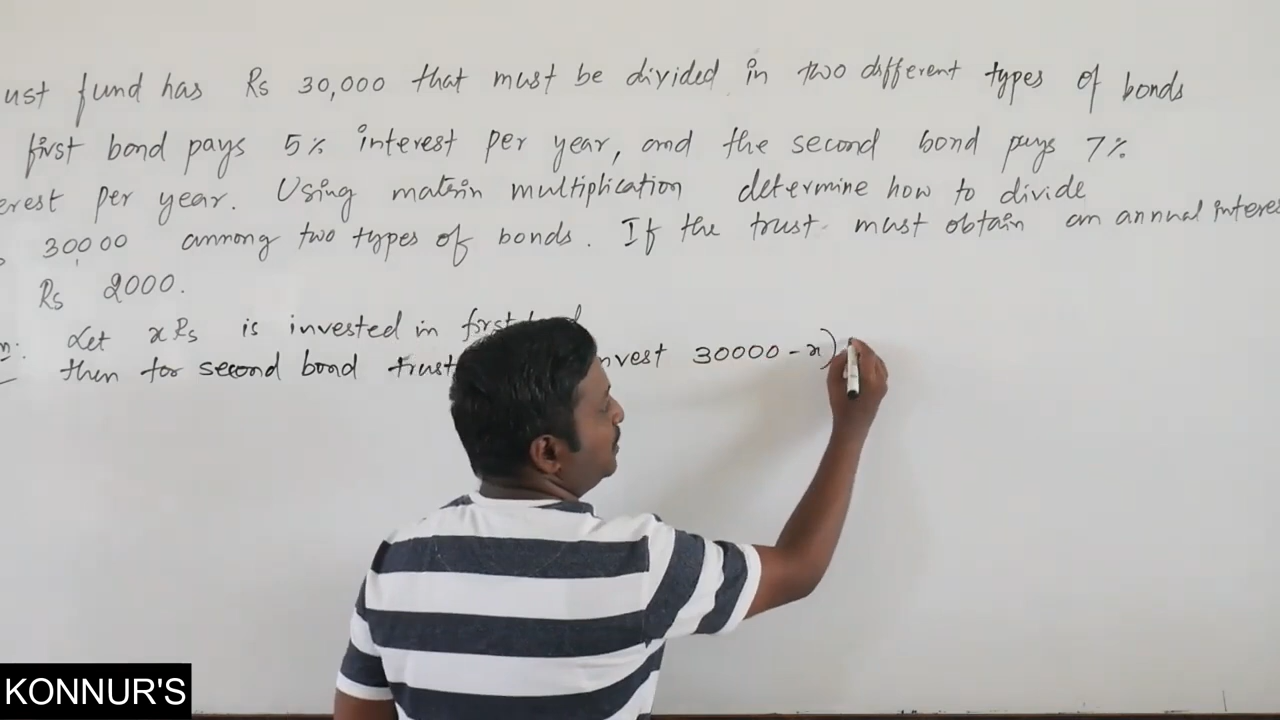 ust fund has Rs 30,000 that must be divided in two different types of bonds
first bond pays 5% interest per year, and the second bond pays 7%
erest per year. Using matrix multiplication determine how to divide
30000 among two types of bonds. If the trust must obtain an annual interes
Rs 2000.
Let x Rs is invested in first
then for second bond trust nvest 30000 - x)
KONNUR'S